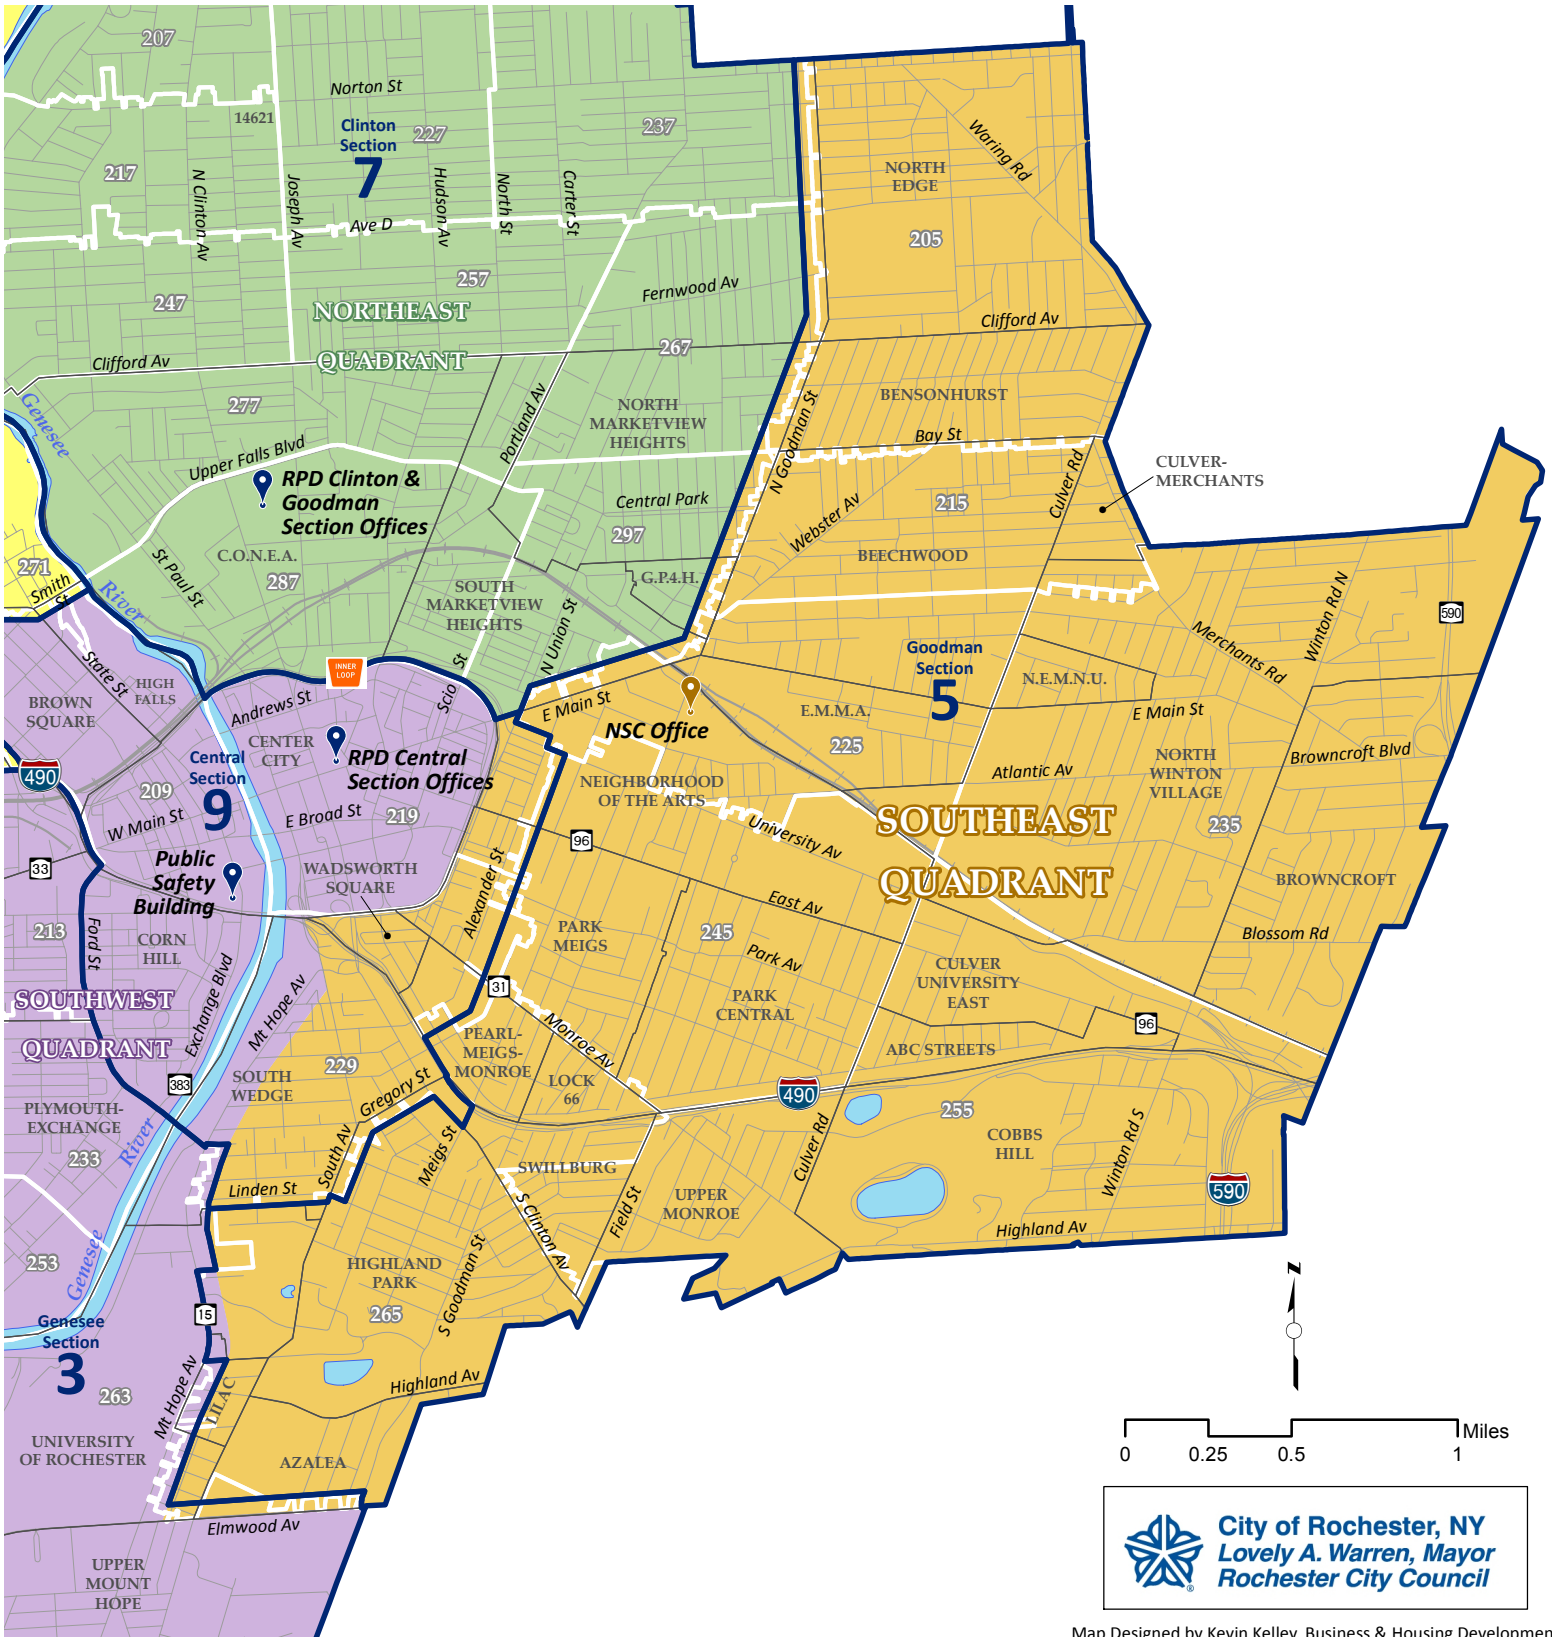 207
Norton St
14621
Clinton
Section
7
227
237
217
N Clinton Av
Joseph Av
Hudson Av
North St
Carter St
Ave D
NORTH
EDGE
Waring Rd
205
257
247
Fernwood Av
NORTHEAST
QUADRANT
Clifford Av
Clifford Av
267
277
Genesee
Portland Av
NORTH
MARKETVIEW
HEIGHTS
BENSONHURST
N Goodman St
Bay St
Upper Falls Blvd
RPD Clinton &
Goodman
Section Offices
CULVER-
MERCHANTS
Culver Rd
Central Park
297
Webster Av
215
BEECHWOOD
St Paul St
C.O.N.E.A.
287
271
Smith
St
River
SOUTH
MARKETVIEW
HEIGHTS
G.P.4.H.
N Union St
Merchants Rd
Winton Rd N
590
State St
HIGH
FALLS
BROWN
SQUARE
INNER
LOOP
Scio St
Andrews St
E Main St
Goodman
Section
5
N.E.M.N.U.
E Main St
NSC Office
E.M.M.A.
225
CENTER
CITY
RPD Central
Section Offices
Central
Section
9
490
209
W Main St
E Broad St
219
NEIGHBORHOOD
OF THE ARTS
Atlantic Av
NORTH
WINTON
VILLAGE
Browncroft Blvd
235
SOUTHEAST
QUADRANT
University Av
96
33
Public
Safety
Building
WADSWORTH
SQUARE
Alexander St
East Av
BROWNCROFT
213
Ford St
CORN
HILL
PARK
MEIGS
245
Park Av
Blossom Rd
CULVER
UNIVERSITY
EAST
SOUTHWEST
QUADRANT
Exchange Blvd
Mt Hope Av
31
PARK
CENTRAL
Monroe Av
96
PEARL-
MEIGS-
MONROE
ABC STREETS
229
SOUTH
WEDGE
383
Gregory St
LOCK
66
490
255
PLYMOUTH-
EXCHANGE
River
233
South Av
Meigs St
Culver Rd
COBBS
HILL
Winton Rd S
SWILLBURG
Linden St
S Clinton Av
Field St
UPPER
MONROE
590
Highland Av
253
Genesee
HIGHLAND
PARK
S Goodman St
265
Genesee
Section
3
15
263
Mt Hope Av
LILAC
Highland Av
UNIVERSITY
OF ROCHESTER
AZALEA
Elmwood Av
UPPER
MOUNT
HOPE
N
Miles
0 0.25 0.5 1
City of Rochester, NY
Lovely A. Warren, Mayor
Rochester City Council
®
Map Designed by Kevin Kelley, Business & Housing Developmen